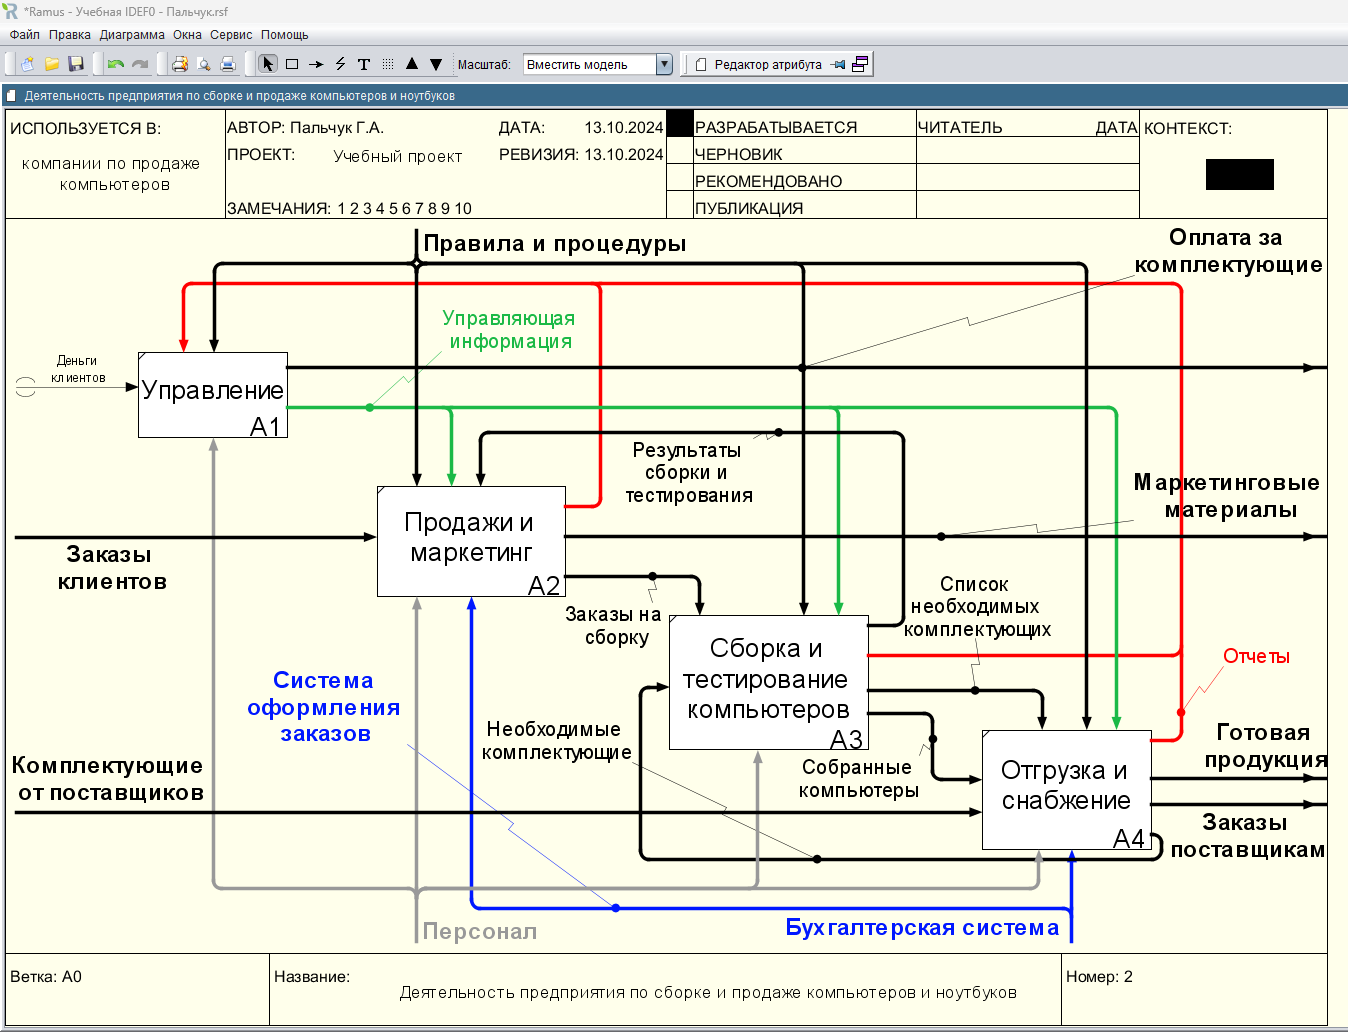 *Ramus - Учебная IDEF0 - Пальчук.rsf
Файл Правка Диаграмма Окна Сервис Помощь
Масштаб: Вместить модель Редактор атрибута
Деятельность предприятия по сборке и продаже компьютеров и ноутбуков
ИСПОЛЬЗУЕТСЯ В:
компании по продаже
компьютеров
АВТОР: Пальчук Г.А.
ДАТА: 13.10.2024
ПРОЕКТ: Учебный проект
РЕВИЗИЯ: 13.10.2024
ЗАМЕЧАНИЯ: 1 2 3 4 5 6 7 8 9 10
РАЗРАБАТЫВАЕТСЯ
ЧЕРНОВИК
РЕКОМЕНДОВАНО
ПУБЛИКАЦИЯ
ЧИТАТЕЛЬ ДАТА
КОНТЕКСТ:
Правила и процедуры
Оплата за
комплектующие
Управляющая
информация
Деньги
клиентов
Управление
A1
Результаты
сборки и
тестирования
Маркетинговые
материалы
Продажи и
маркетинг
A2
Заказы
клиентов
Заказы на
сборку
Список
необходимых
комплектующих
Сборка и
тестирование
компьютеров
A3
Отчеты
Система
оформления
заказов
Необходимые
комплектующие
Собранные
компьютеры
Готовая
продукция
Комплектующие
от поставщиков
Отгрузка и
снабжение
A4
Заказы
поставщикам
Персонал
Бухгалтерская система
Ветка: A0
Название:
Деятельность предприятия по сборке и продаже компьютеров и ноутбуков
Номер: 2